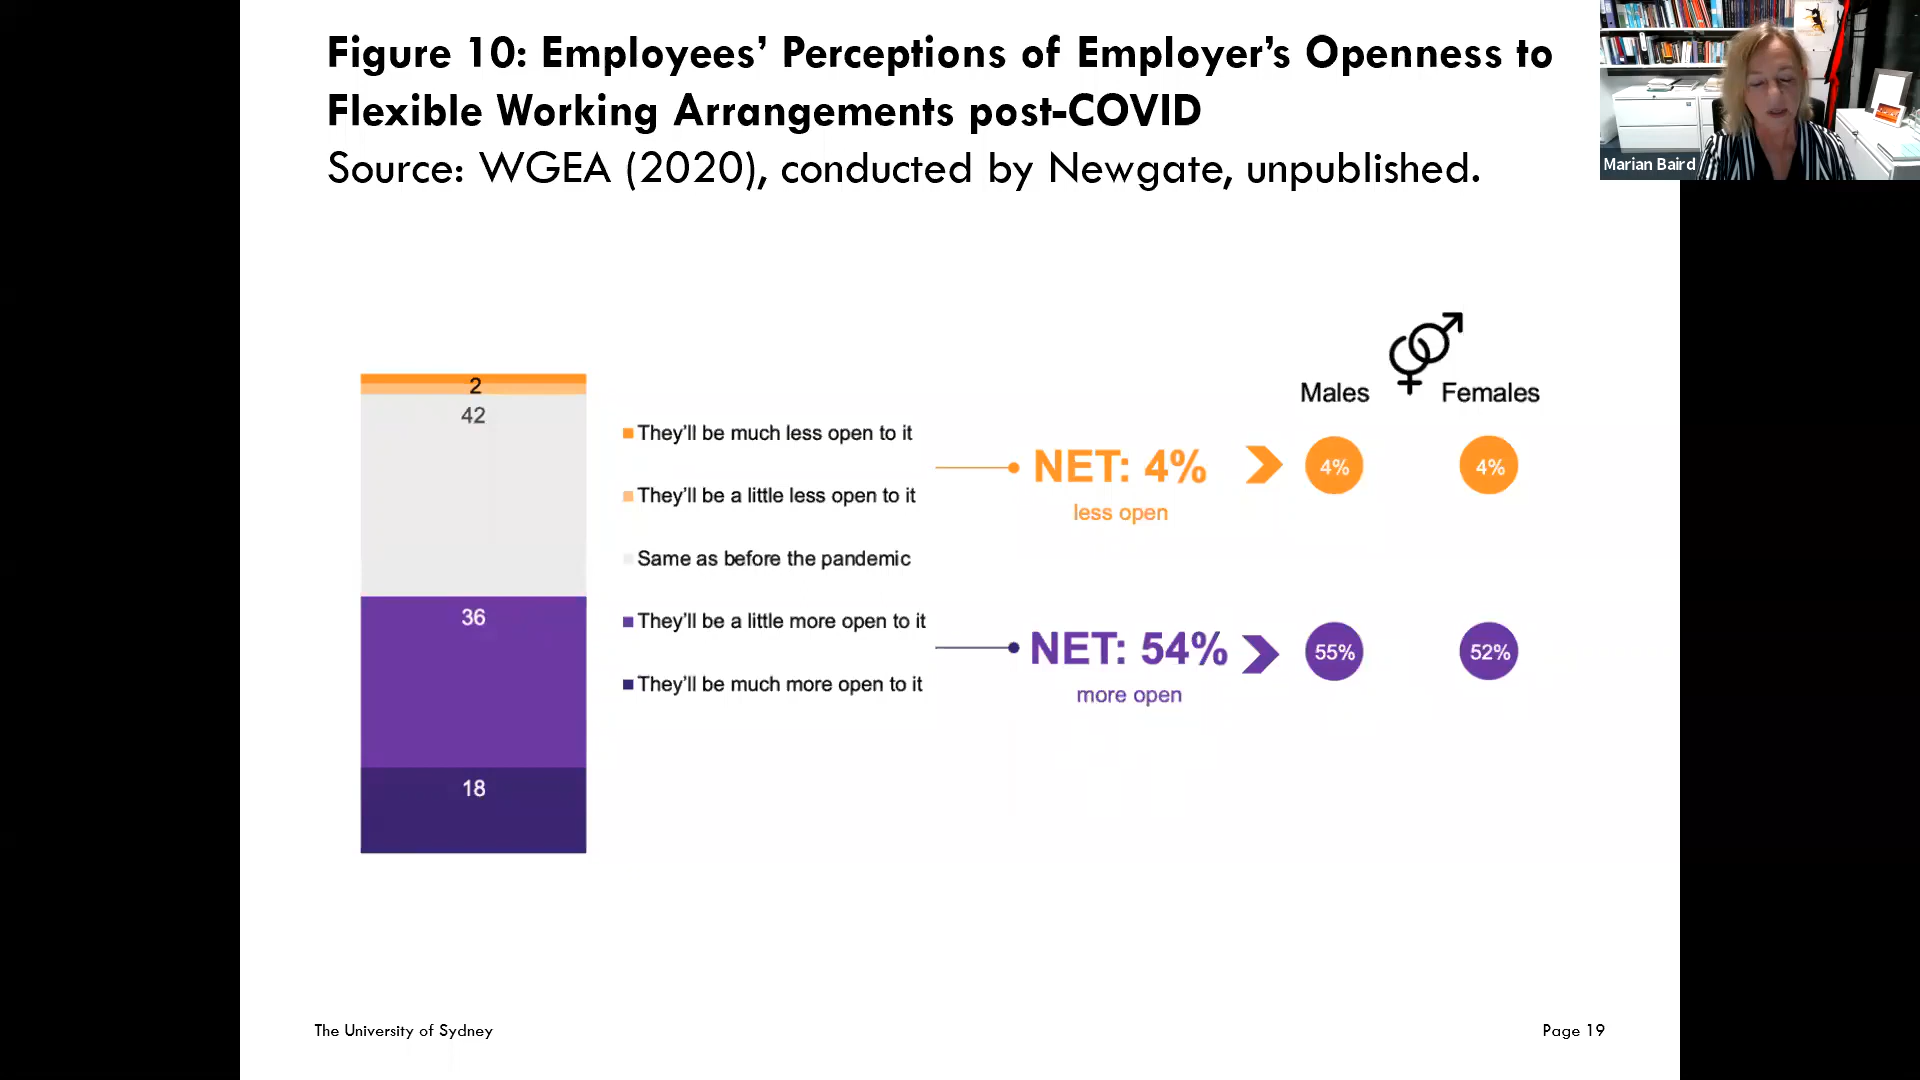 Figure 10: Employees’ Perceptions of Employer’s Openness to
Flexible Working Arrangements post-COVID
Source: WGEA (2020), conducted by Newgate, unpublished.
Marian Baird
2
42
36
18
They’ll be much less open to it
They’ll be a little less open to it
Same as before the pandemic
They’ll be a little more open to it
They’ll be much more open to it
NET: 4%
less open
NET: 54%
more open
Males
Females
4%
4%
55%
52%
The University of Sydney
Page 19